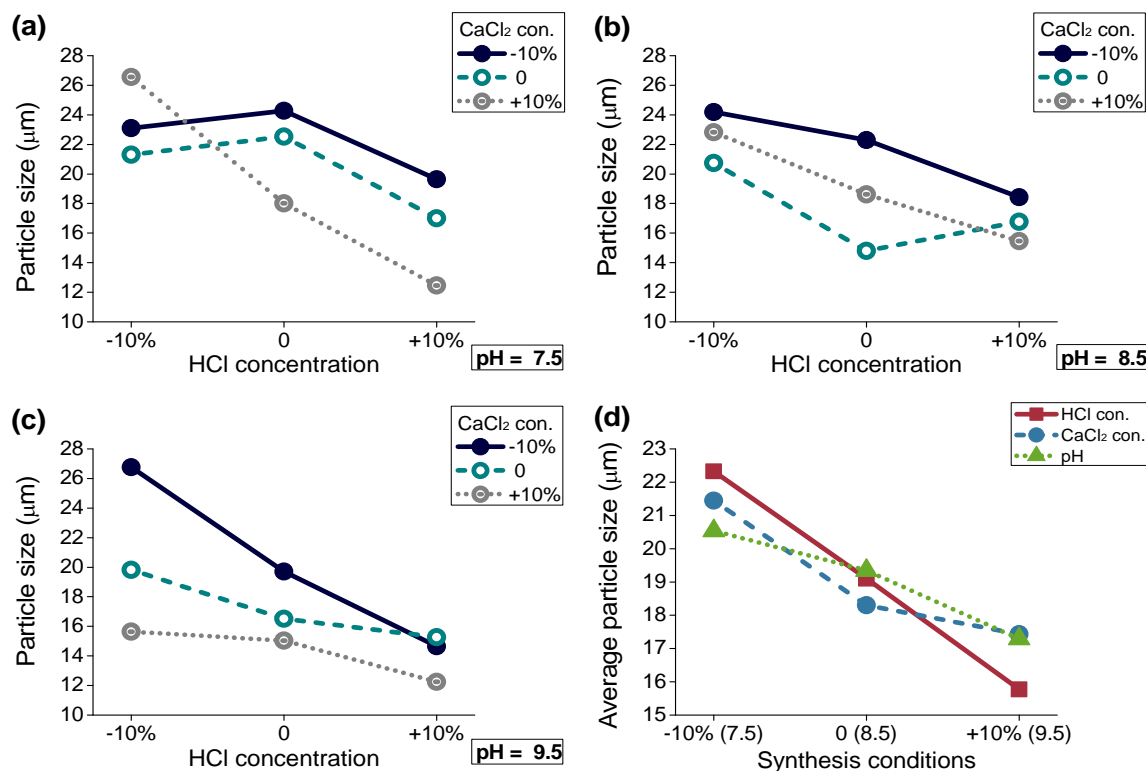 (a)
CaCl₂ con.
-10%
0
+10%
28
26
24
22
20
18
16
14
12
10
Particle size (μm)
-10%
0
+10%
HCl concentration
pH = 7.5
(b)
CaCl₂ con.
-10%
0
+10%
28
26
24
22
20
18
16
14
12
10
Particle size (μm)
-10%
0
+10%
HCl concentration
pH = 8.5
(c)
CaCl₂ con.
-10%
0
+10%
28
26
24
22
20
18
16
14
12
10
Particle size (μm)
-10%
0
+10%
HCl concentration
pH = 9.5
(d)
HCl con.
CaCl₂ con.
pH
23
22
21
20
19
18
17
16
15
Average particle size (μm)
-10% (7.5)
0 (8.5)
+10% (9.5)
Synthesis conditions